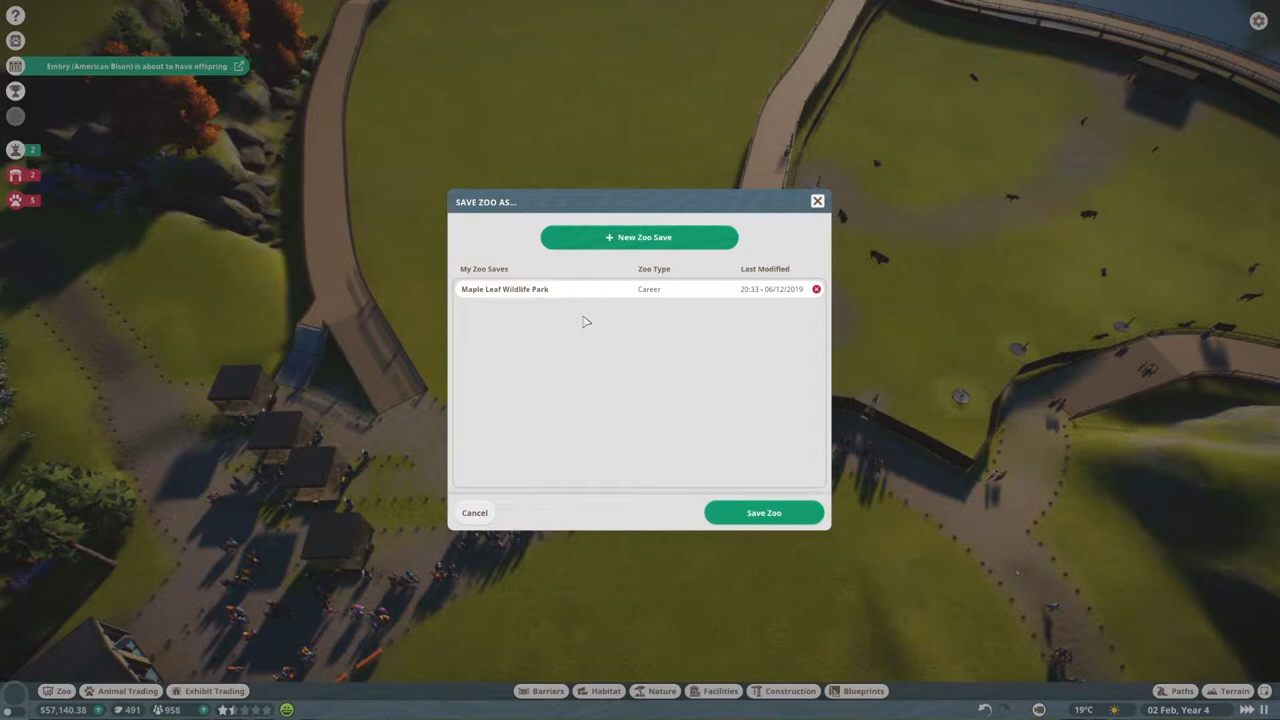 ?
Embry (American Bison) is about to have offspring
2
2
5
SAVE ZOO AS...
+ New Zoo Save
My Zoo Saves Zoo Type Last Modified
Maple Leaf Wildlife Park Career 20:33 - 06/12/2019
Cancel Save Zoo
Zoo Animal Trading Exhibit Trading Barriers Habitat Nature Facilities Construction Blueprints Paths Terrain
$57,140.38 491 958 19°C 02 Feb, Year 4